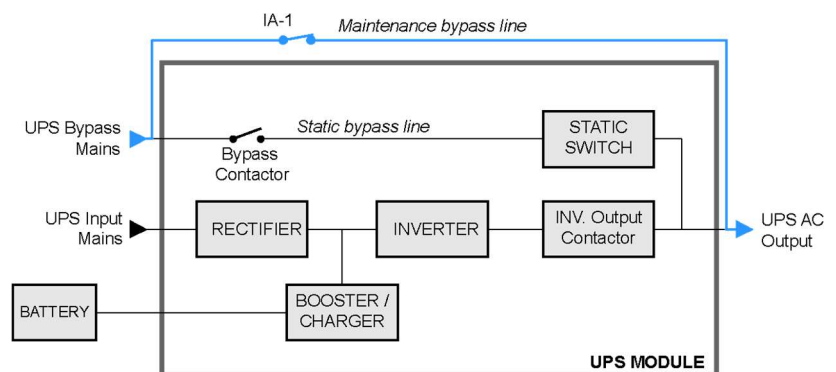 IA-1
Maintenance bypass line
UPS Bypass
Mains
Static bypass line
Bypass
Contactor
STATIC
SWITCH
UPS Input
Mains
RECTIFIER
INVERTER
INV. Output
Contactor
UPS AC
Output
BATTERY
BOOSTER /
CHARGER
UPS MODULE